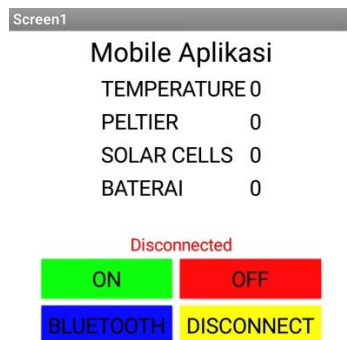 Screen1
Mobile Aplikasi
TEMPERATURE 0
PELTIER 0
SOLAR CELLS 0
BATERAI 0
Disconnected
ON OFF
BLUETOOTH DISCONNECT